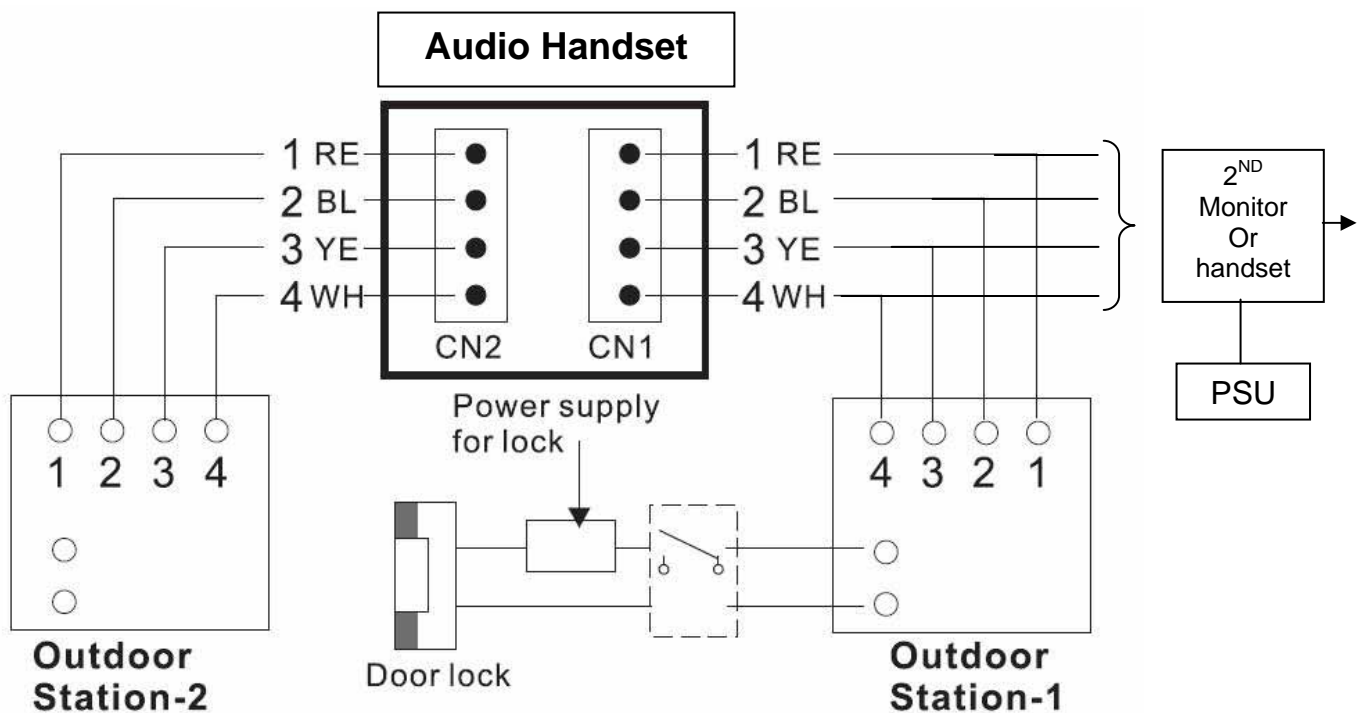 Audio Handset
1 RE
2 BL
3 YE
4 WH
CN2
CN1
1 RE
2 BL
3 YE
4 WH
2ND
Monitor
Or
handset
PSU
Power supply
for lock
1 2 3 4
4 3 2 1
Door lock
Outdoor
Station-2
Outdoor
Station-1